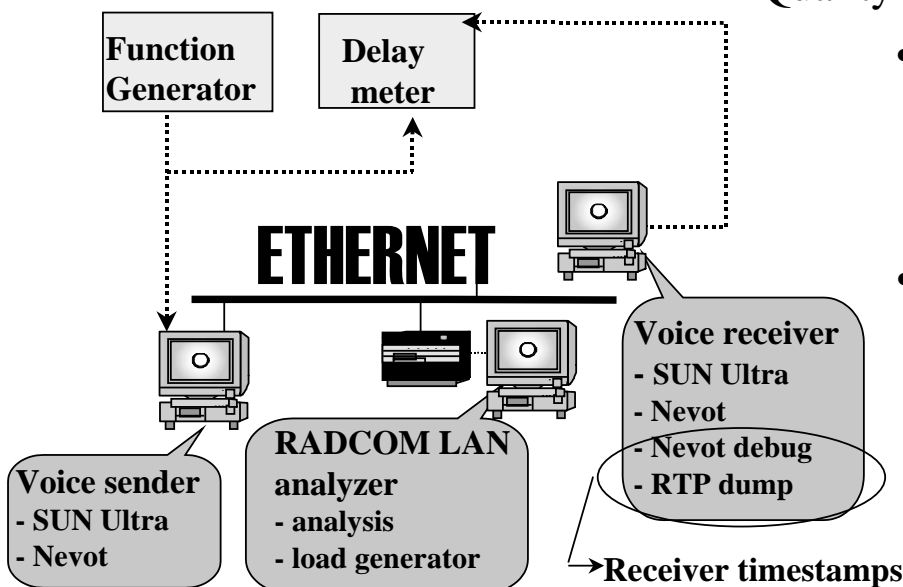 Function
Generator
Delay
meter
ETHERNET
Voice receiver
- SUN Ultra
- Nevot
- Nevot debug
- RTP dump
RADCOM LAN
analyzer
- analysis
- load generator
Voice sender
- SUN Ultra
- Nevot
Receiver timestamps